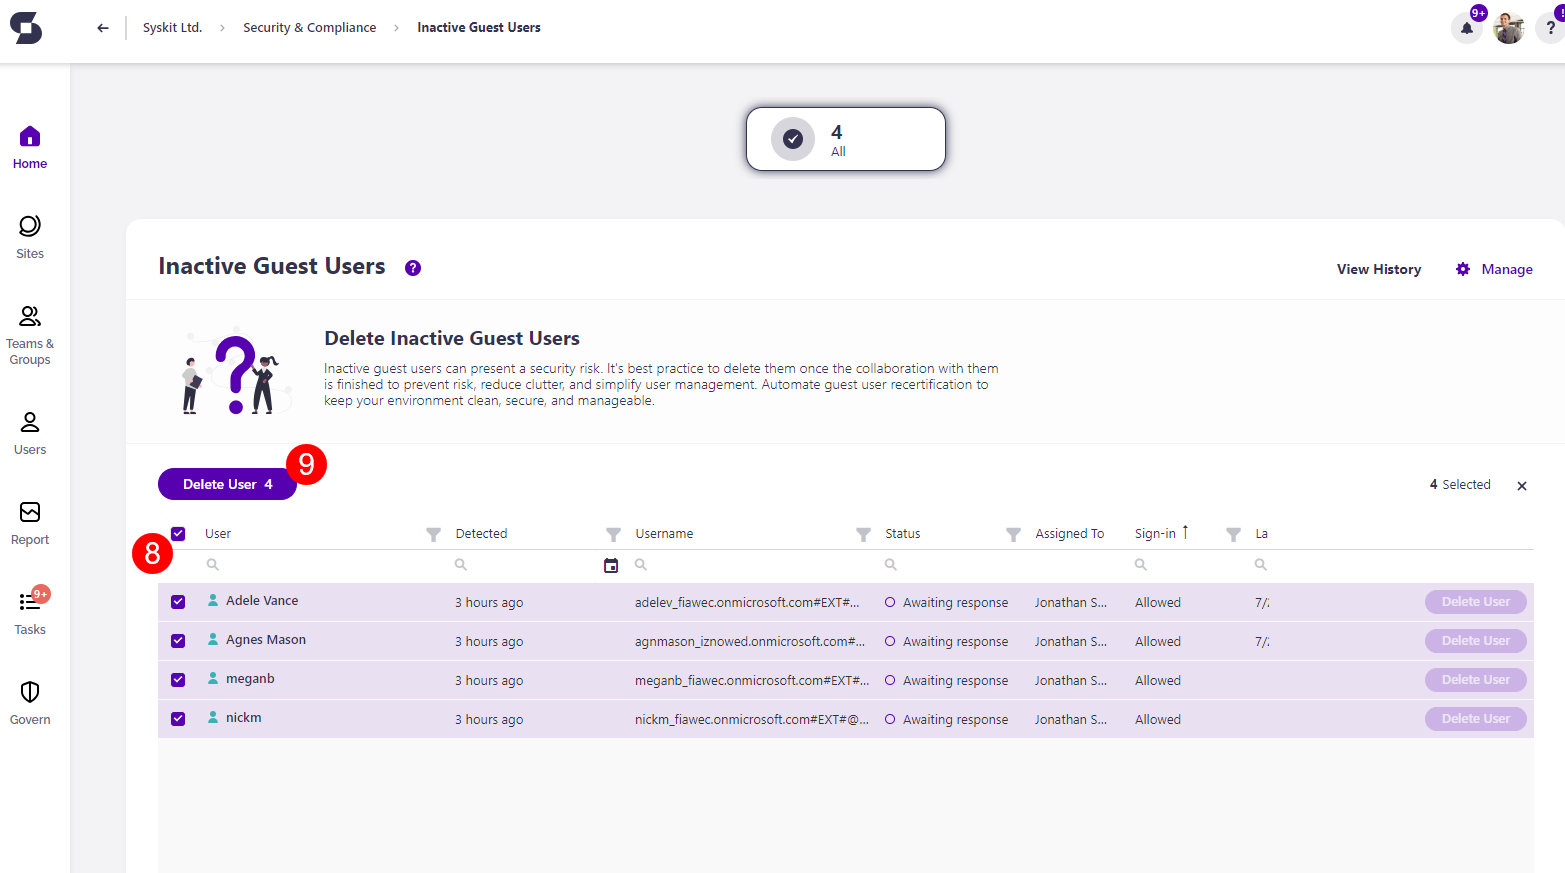 Syskit Ltd. › Security & Compliance › Inactive Guest Users
9+
?
!
Home
Sites
Teams &
Groups
Users
Report
9+
Tasks
Govern
4
All
Inactive Guest Users ?
View History Manage
Delete Inactive Guest Users
Inactive guest users can present a security risk. It's best practice to delete them once the collaboration with them
is finished to prevent risk, reduce clutter, and simplify user management. Automate guest user recertification to
keep your environment clean, secure, and manageable.
Delete User 4
9
4 Selected
8
User Detected Username Status Assigned To Sign-in La
Adele Vance 3 hours ago adelev_fiawec.onmicrosoft.com#EXT#... Awaiting response Jonathan S... Allowed 7/2 Delete User
Agnes Mason 3 hours ago agnmason_iznowed.onmicrosoft.com#... Awaiting response Jonathan S... Allowed 7/2 Delete User
meganb 3 hours ago meganb_fiawec.onmicrosoft.com#EXT#... Awaiting response Jonathan S... Allowed Delete User
nickm 3 hours ago nickm_fiawec.onmicrosoft.com#EXT#@... Awaiting response Jonathan S... Allowed Delete User